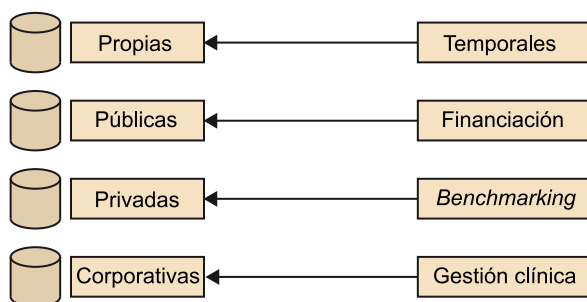 Propias Temporales
Públicas Financiación
Privadas Benchmarking
Corporativas Gestión clínica